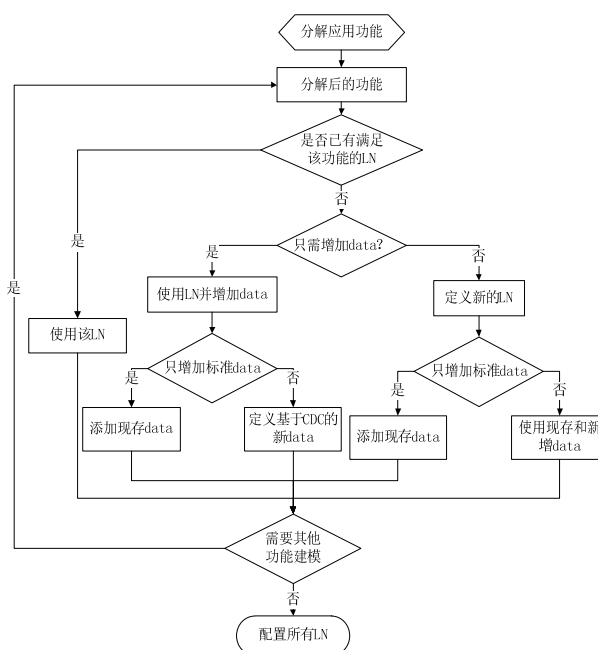 分解应用功能
分解后的功能
是否已有满足
该功能的LN
否
只需增加data?
是
是
否
是
使用LN并增加data
定义新的LN
使用该LN
只增加标准data
只增加标准data
是
否
是
否
添加现存data
定义基于CDC的
新data
添加现存data
使用现存和新
增data
需要其他
功能建模
否
配置所有LN